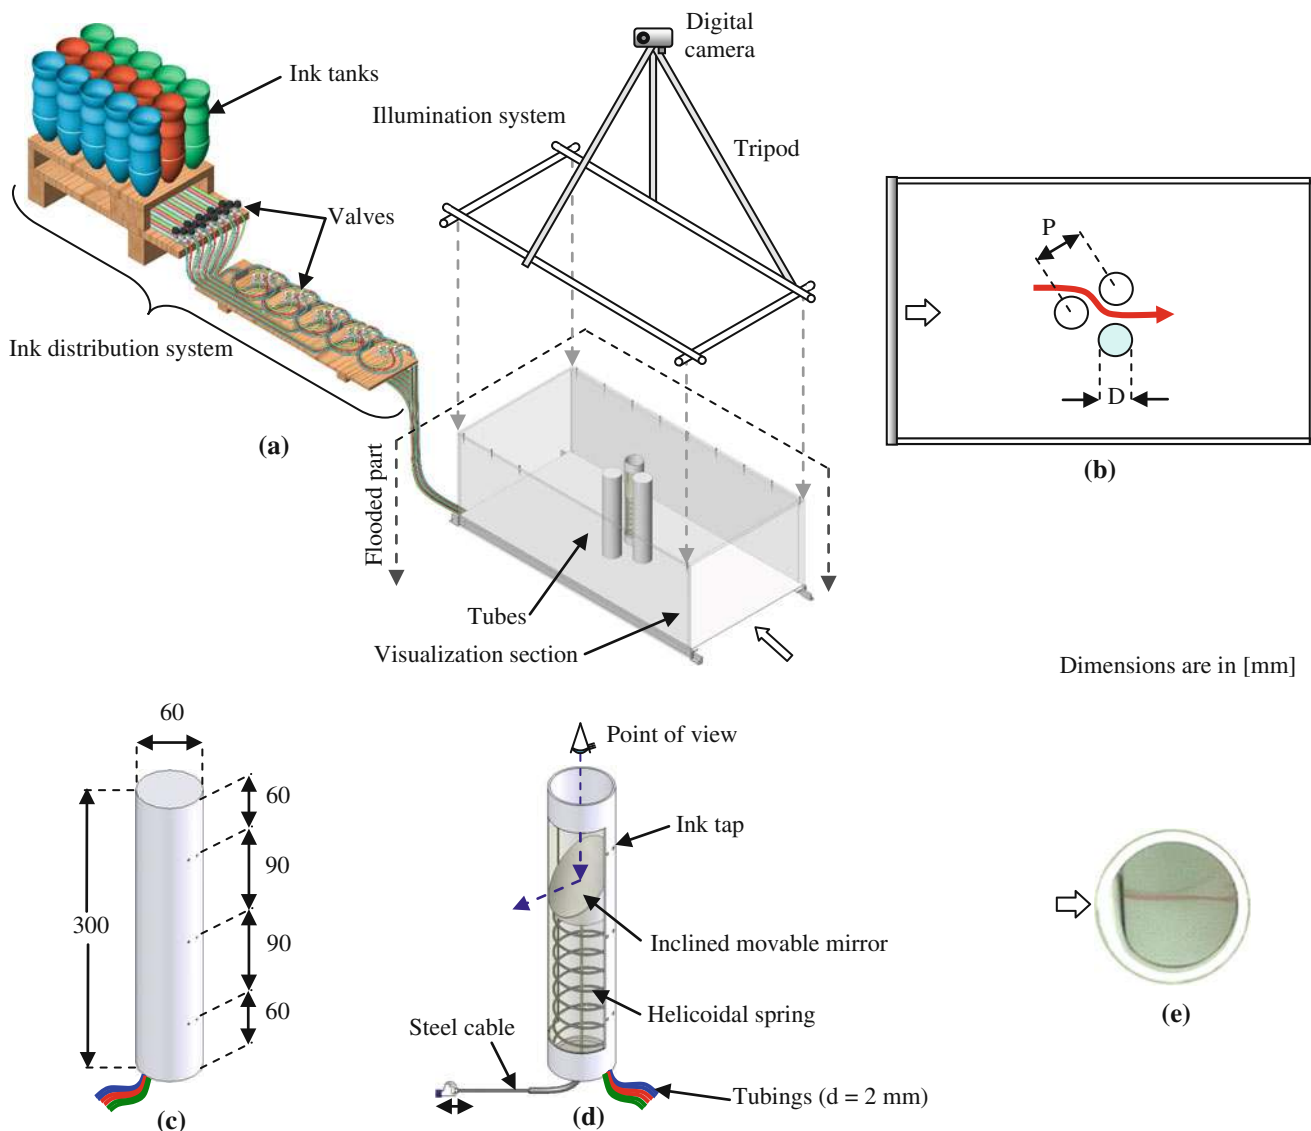 Digital
camera
Ink tanks
Illumination system
Tripod
Valves
Ink distribution system
(a)
Flooded part
Tubes
Visualization section
P
D
(b)
Dimensions are in [mm]
60
60
90
300
90
60
(c)
Point of view
Ink tap
Inclined movable mirror
Helicoidal spring
Steel cable
Tubings (d = 2 mm)
(d)
(e)